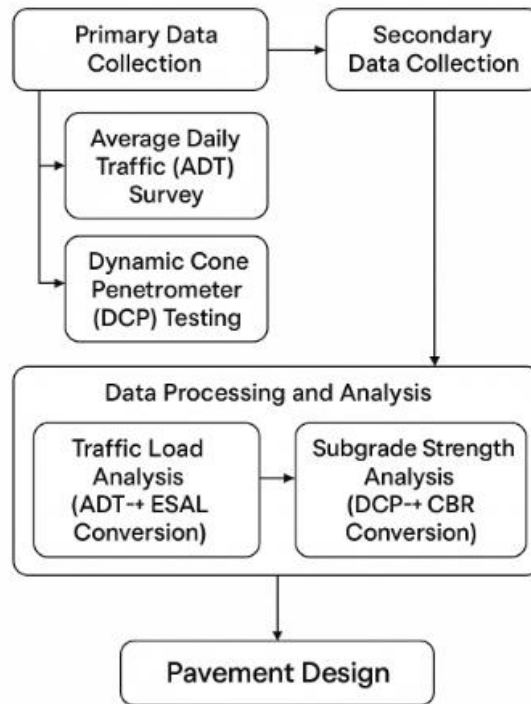 Primary Data
Collection
Secondary
Data Collection
Average Daily
Traffic (ADT)
Survey
Dynamic Cone
Penetrometer
(DCP) Testing
Data Processing and Analysis
Traffic Load
Analysis
(ADT→ ESAL
Conversion)
Subgrade Strength
Analysis
(DCP→ CBR
Conversion)
Pavement Design